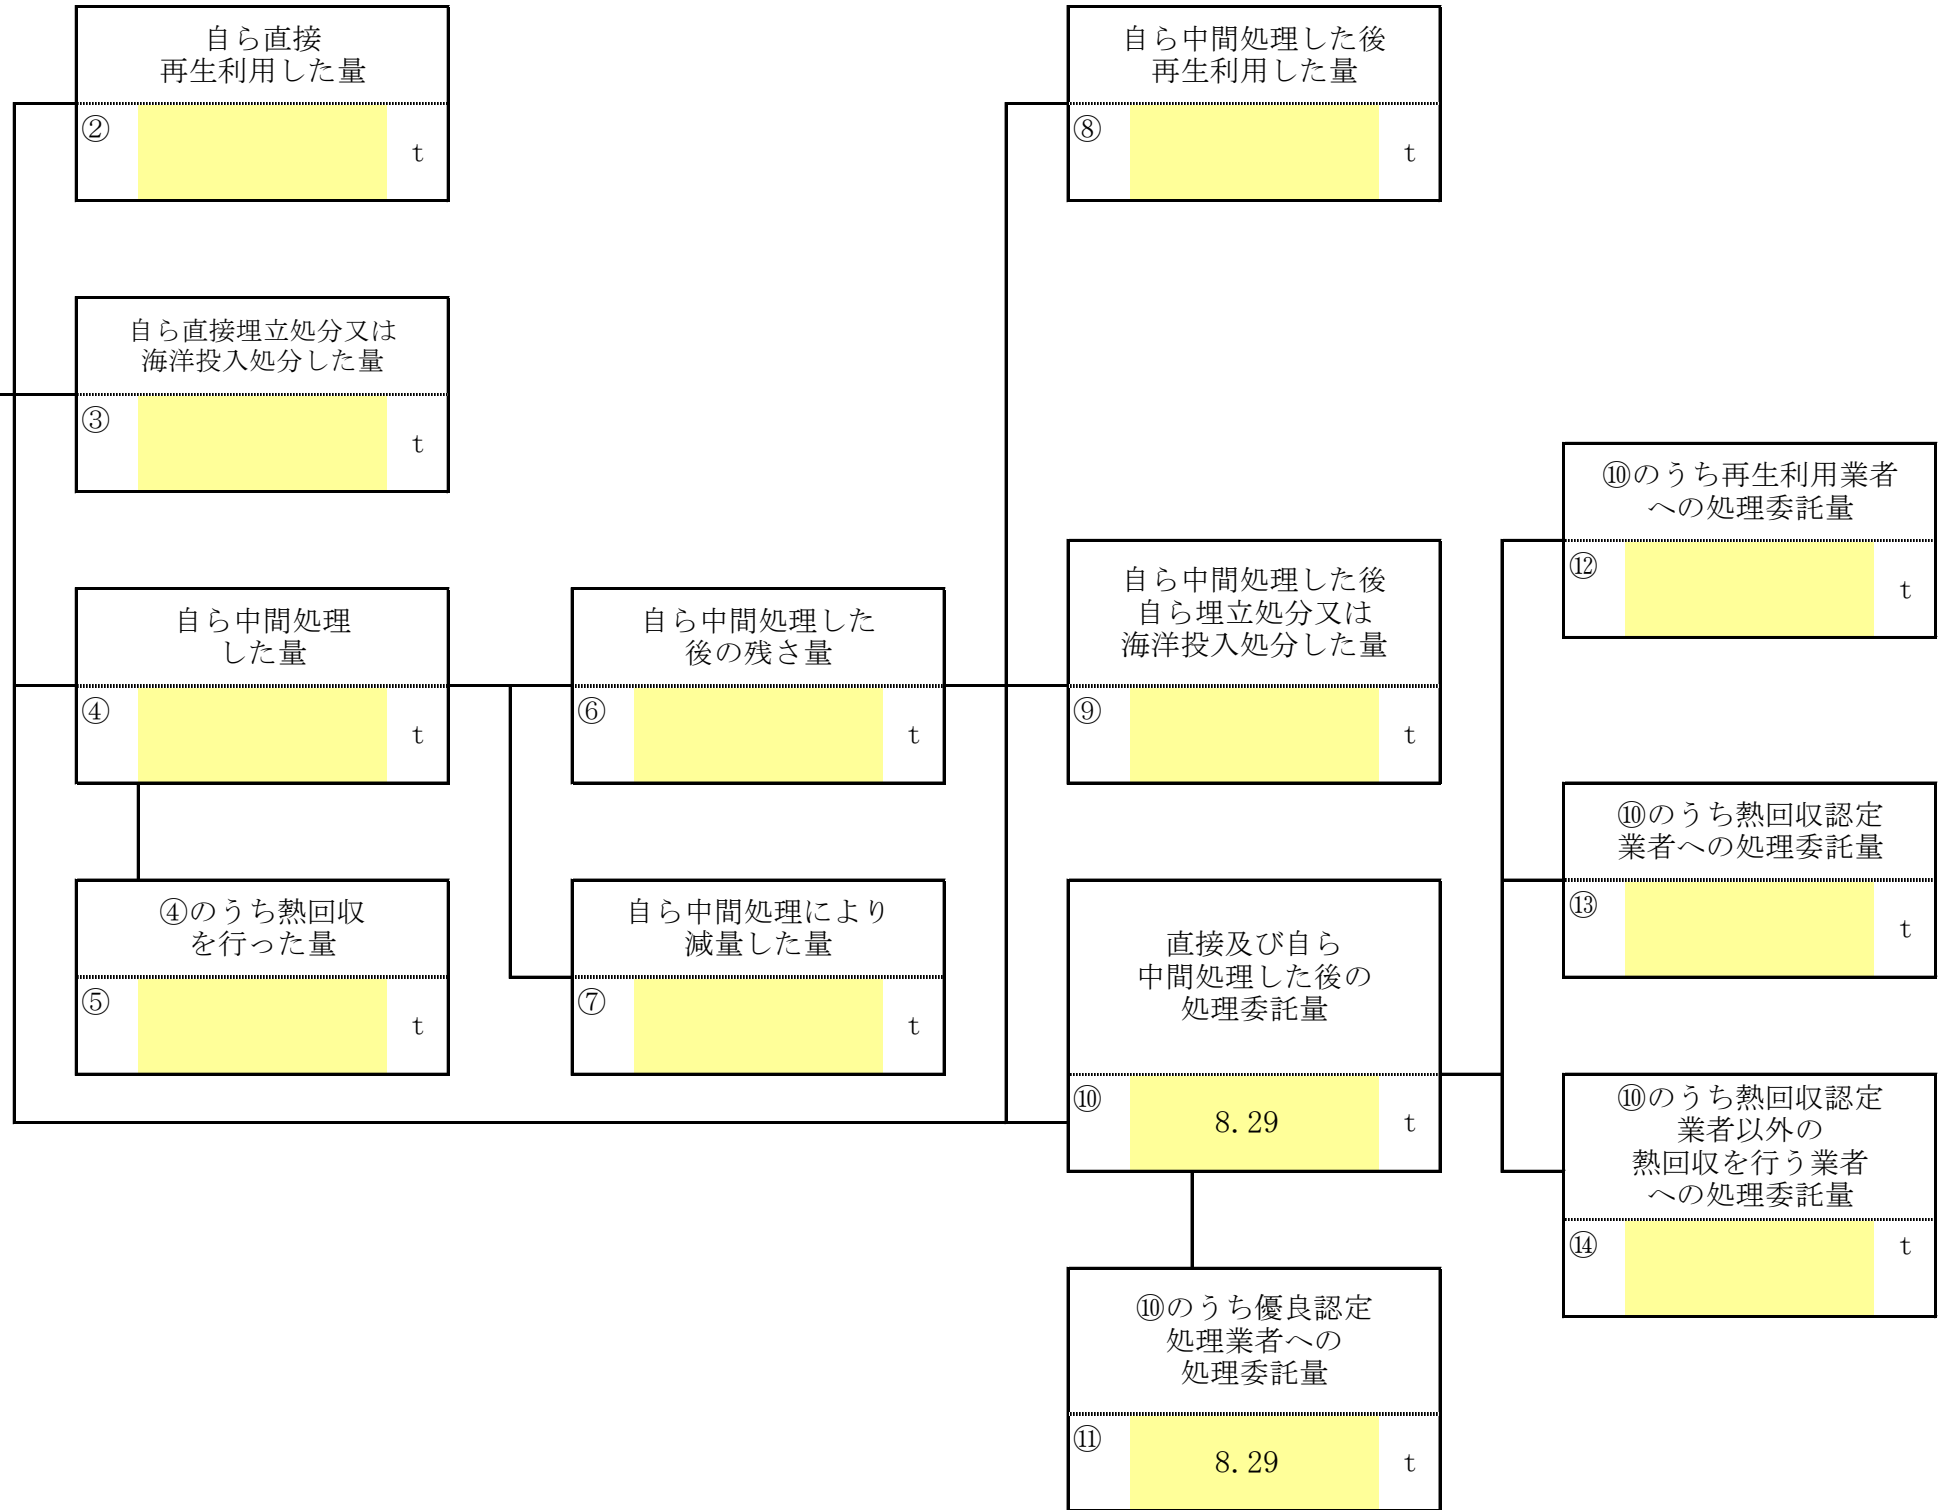 自ら直接
再生利用した量
②
t
自ら中間処理した後
再生利用した量
⑧
t
自ら直接埋立処分又は
海洋投入処分した量
③
t
⑩のうち再生利用業者
への処理委託量
⑫
t
自ら中間処理
した量
④
t
自ら中間処理した
後の残さ量
⑥
t
自ら中間処理した後
自ら埋立処分又は
海洋投入処分した量
⑨
t
⑩のうち熱回収認定
業者への処理委託量
⑬
t
④のうち熱回収
を行った量
⑤
t
自ら中間処理により
減量した量
⑦
t
直接及び自ら
中間処理した後の
処理委託量
⑩ 8.29 t
⑩のうち熱回収認定
業者以外の
熱回収を行う業者
への処理委託量
⑭
t
⑩のうち優良認定
処理業者への
処理委託量
⑪ 8.29 t